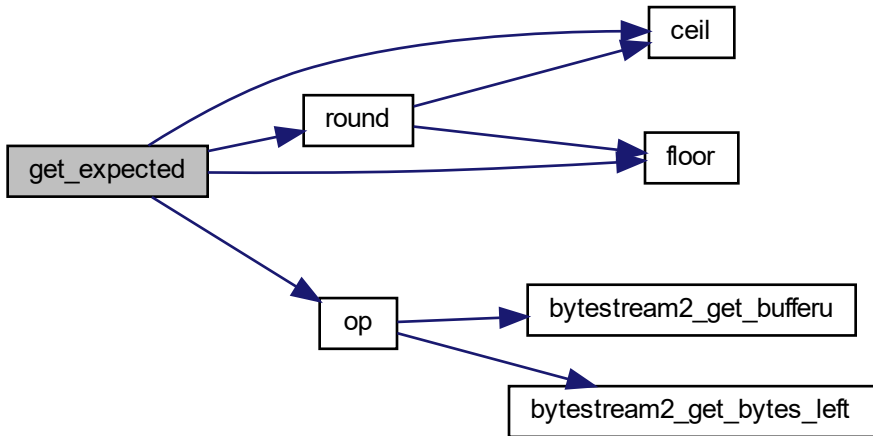 ceil
round
floor
get_expected
op
bytestream2_get_bufferu
bytestream2_get_bytes_left